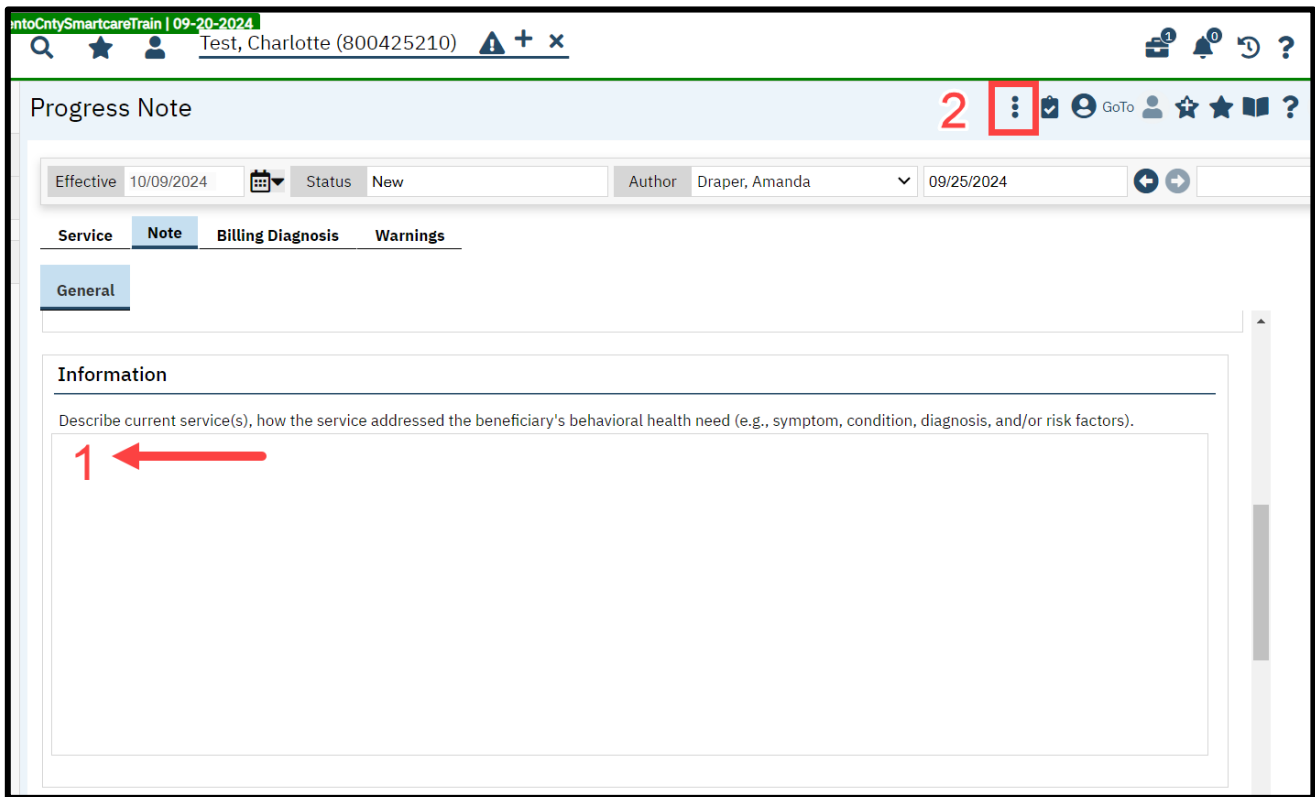 entoCntySmartcareTrain | 09-20-2024
Test, Charlotte (800425210)
1
0
?
Progress Note
2
GoTo
?
Effective 10/09/2024 Status New Author Draper, Amanda 09/25/2024
Service Note Billing Diagnosis Warnings
General
Information
Describe current service(s), how the service addressed the beneficiary's behavioral health need (e.g., symptom, condition, diagnosis, and/or risk factors).
1